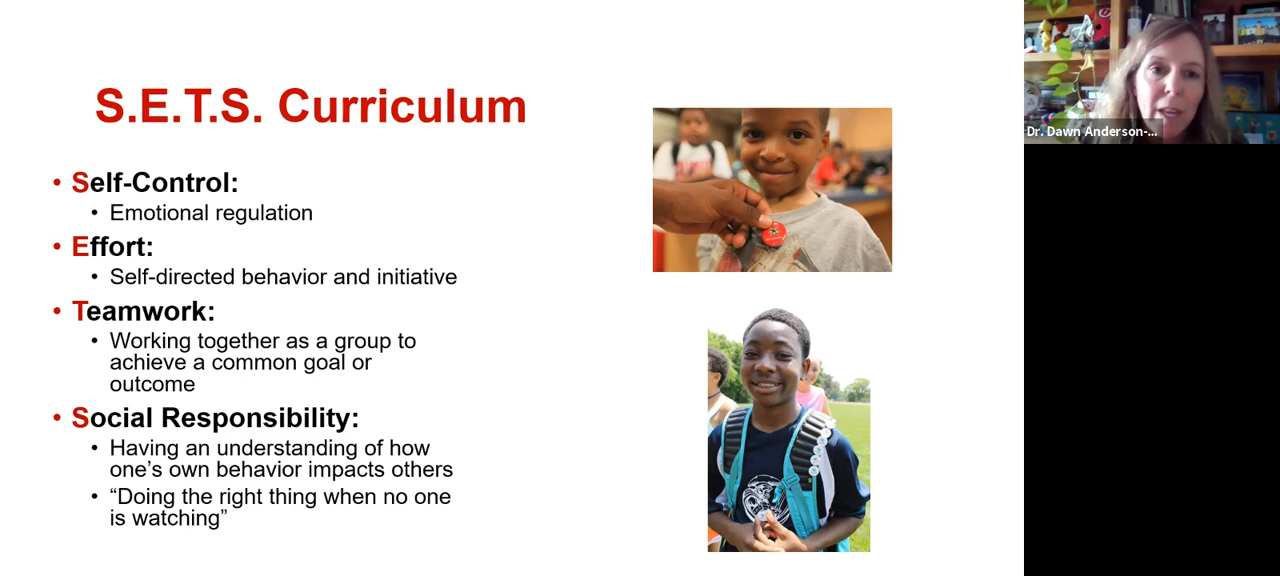 S.E.T.S. Curriculum
• Self-Control:
• Emotional regulation
• Effort:
• Self-directed behavior and initiative
• Teamwork:
• Working together as a group to
achieve a common goal or
outcome
• Social Responsibility:
• Having an understanding of how
one’s own behavior impacts others
• “Doing the right thing when no one
is watching”
Dr. Dawn Anderson-...